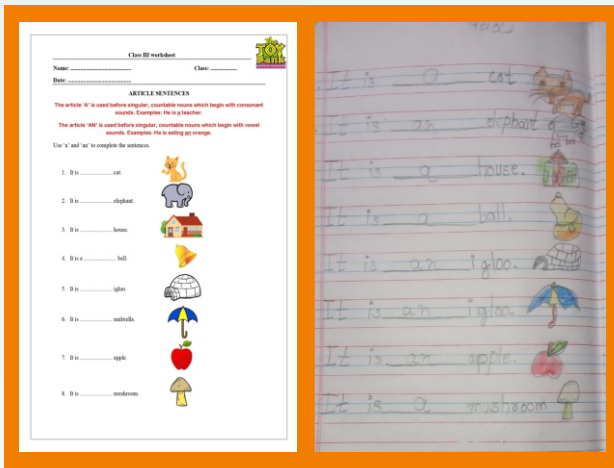 The
TOY
Bank
Class III worksheet
Name: ................................
Class: ..............
Date: ................................
ARTICLE SENTENCES
The article 'A' is used before singular, countable nouns which begin with consonant
sounds. Examples: He is a teacher.
The article 'AN' is used before singular, countable nouns which begin with vowel
sounds. Examples: He is eating an orange.
Use 'a' and 'an' to complete the sentences.
1. It is .................. cat.
2. It is .................. elephant.
3. It is .................. house.
4. It is a .................. bell.
5. It is .................. igloo.
6. It is .................. umbrella.
7. It is .................. apple.
8. It is .................. mushroom.
It is a cat
It is an elephant
It is a house.
It is a ball.
It is an igloo.
It is an igloo.
It is an apple.
It is a mushroom